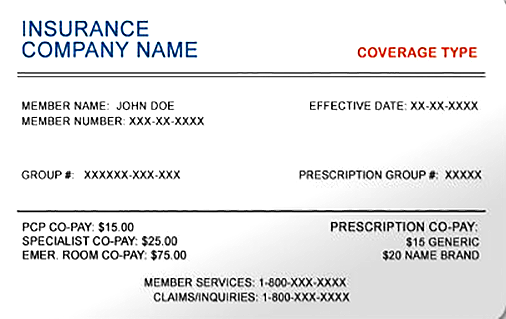 INSURANCE
COMPANY NAME
COVERAGE TYPE
MEMBER NAME: JOHN DOE
EFFECTIVE DATE: XX-XX-XXXX
MEMBER NUMBER: XXX-XX-XXXX
GROUP #: XXXXXX-XXX-XXX
PRESCRIPTION GROUP #: XXXXX
PCP CO-PAY: $15.00
SPECIALIST CO-PAY: $25.00
EMER. ROOM CO-PAY: $75.00
PRESCRIPTION CO-PAY:
$15 GENERIC
$20 NAME BRAND
MEMBER SERVICES: 1-800-XXX-XXXX
CLAIMS/INQUIRIES: 1-800-XXX-XXXX